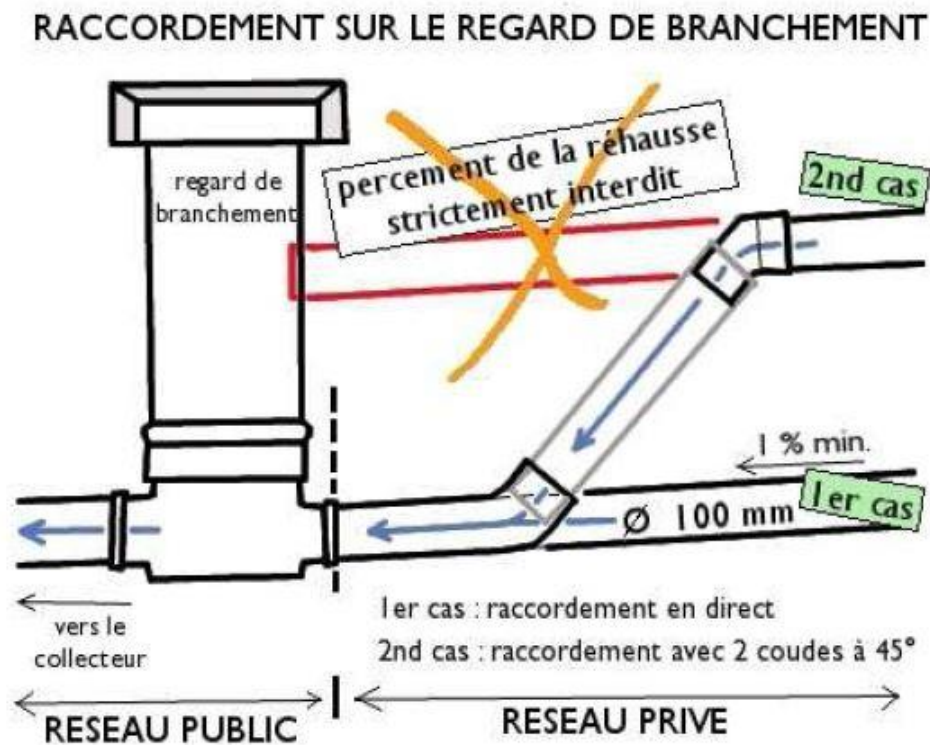 RACCORDEMENT SUR LE REGARD DE BRANCHEMENT
regard de
branchement
percement de la réhausse
strictement interdit
2nd cas
1 % min.
1er cas
Ø 100 mm
vers le
collecteur
1er cas : raccordement en direct
2nd cas : raccordement avec 2 coudes à 45°
RESEAU PUBLIC
RESEAU PRIVE